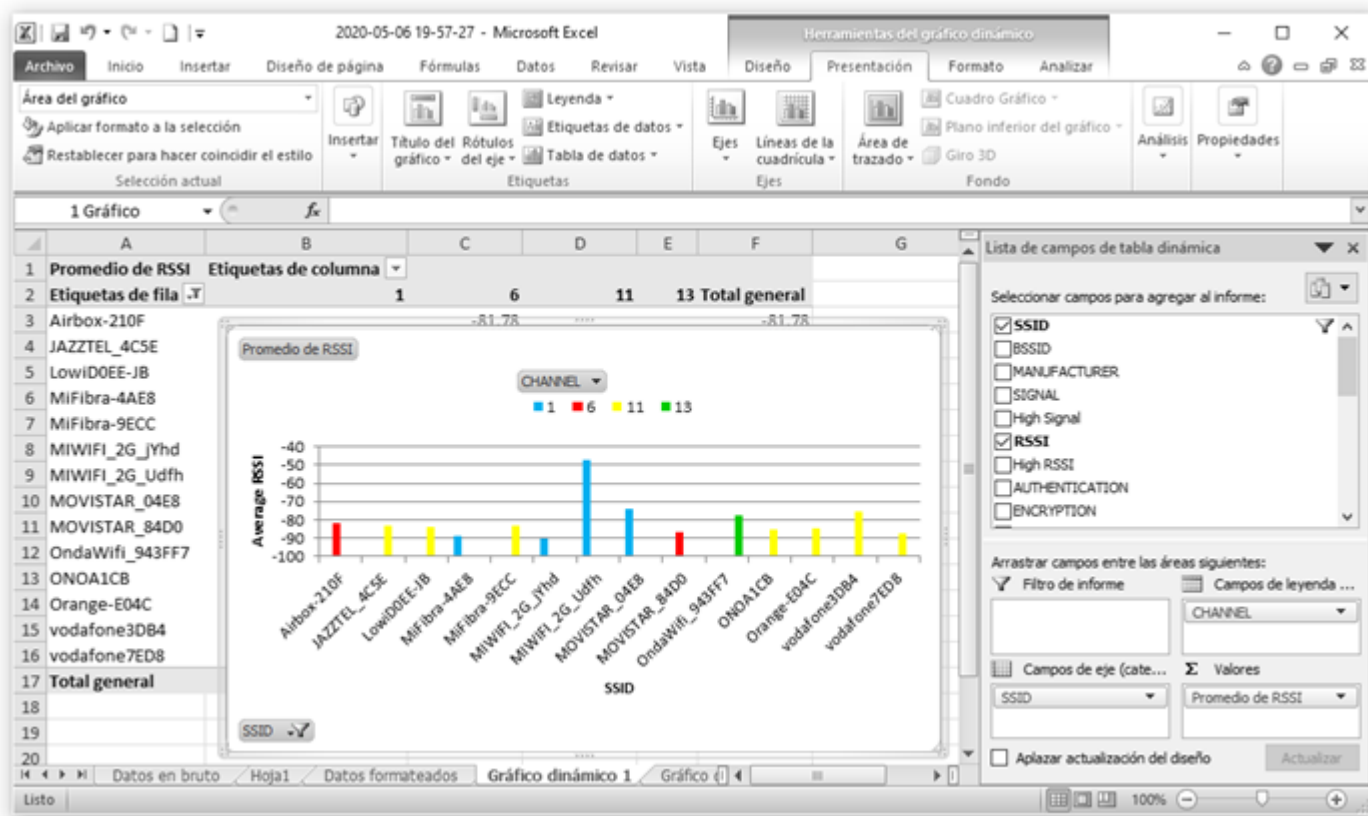 2020-05-06 19-57-27 - Microsoft Excel
Herramientas del gráfico dinámico
Archivo Inicio Insertar Diseño de página Fórmulas Datos Revisar Vista Diseño Presentación Formato Analizar
Área del gráfico
Aplicar formato a la selección
Restablecer para hacer coincidir el estilo
Selección actual
Insertar
Título del gráfico
Rótulos del eje
Leyenda
Etiquetas de datos
Tabla de datos
Etiquetas
Ejes
Líneas de la cuadrícula
Ejes
Área de trazado
Cuadro Gráfico
Plano inferior del gráfico
Giro 3D
Fondo
Análisis
Propiedades
1 Gráfico
fx
A B C D E F G
1 Promedio de RSSI Etiquetas de columna
2 Etiquetas de fila 1 6 11 13 Total general
3 Airbox-210F -81,78 -81,78
4 JAZZTEL_4C5E
5 LowiD0EE-JB
6 MiFibra-4AE8
7 MiFibra-9ECC
8 MIWIFI_2G_jYhd
9 MIWIFI_2G_Udfh
10 MOVISTAR_04E8
11 MOVISTAR_84D0
12 OndaWifi_943FF7
13 ONOA1CB
14 Orange-E04C
15 vodafone3DB4
16 vodafone7ED8
17 Total general
18
19
20
Promedio de RSSI
CHANNEL
1 6 11 13
Average RSSI
-40
-50
-60
-70
-80
-90
-100
Airbox-210F
JAZZTEL_4C5E
LowiD0EE-JB
MiFibra-4AE8
MiFibra-9ECC
MIWIFI_2G_jYhd
MIWIFI_2G_Udfh
MOVISTAR_04E8
MOVISTAR_84D0
OndaWifi_943FF7
ONOA1CB
Orange-E04C
vodafone3DB4
vodafone7ED8
SSID
SSID
Lista de campos de tabla dinámica
Seleccionar campos para agregar al informe:
SSID
BSSID
MANUFACTURER
SIGNAL
High Signal
RSSI
High RSSI
AUTHENTICATION
ENCRYPTION
Arrastrar campos entre las áreas siguientes:
Filtro de informe
Campos de leyenda ...
CHANNEL
Campos de eje (cate...
Σ Valores
SSID
Promedio de RSSI
Aplazar actualización del diseño
Actualizar
Datos en bruto Hoja1 Datos formateados Gráfico dinámico 1 Gráfico
Listo
100%